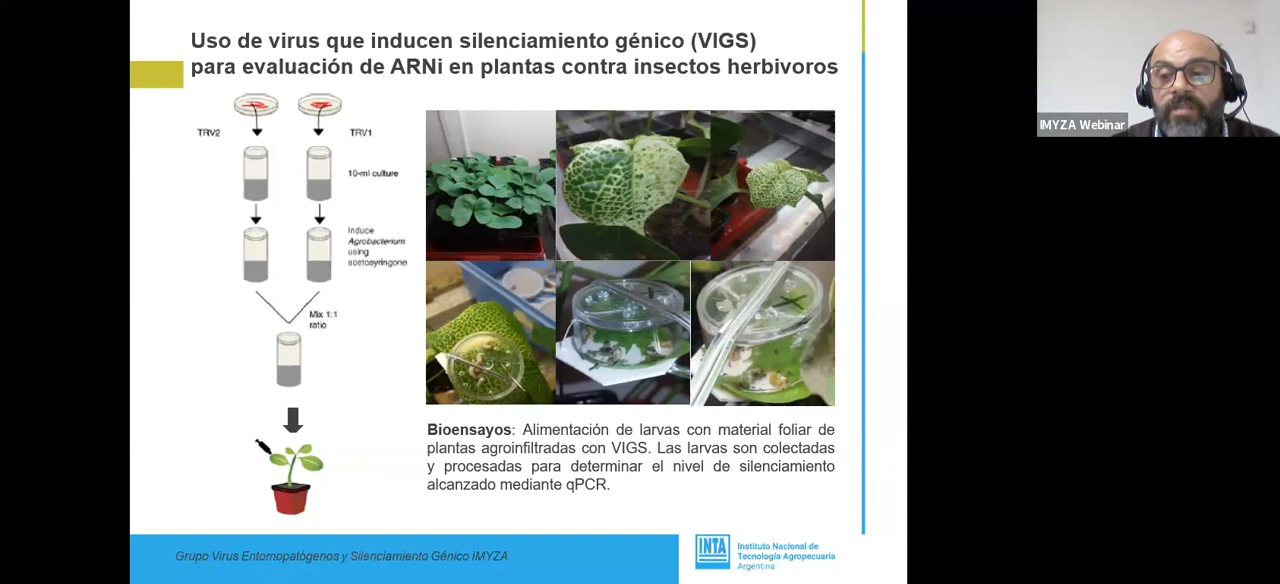 Uso de virus que inducen silenciamiento génico (VIGS)
para evaluación de ARNi en plantas contra insectos herbivoros
TRV2
TRV1
10-ml culture
Induce
Agrobacterium
using
acetosyringone
Mix 1:1
ratio
Bioensayos: Alimentación de larvas con material foliar de
plantas agroinfiltradas con VIGS. Las larvas son colectadas
y procesadas para determinar el nivel de silenciamiento
alcanzado mediante qPCR.
Grupo Virus Entomopatógenos y Silenciamiento Génico IMYZA
INTA
Instituto Nacional de
Tecnología Agropecuaria
Argentina
IMYZA Webinar